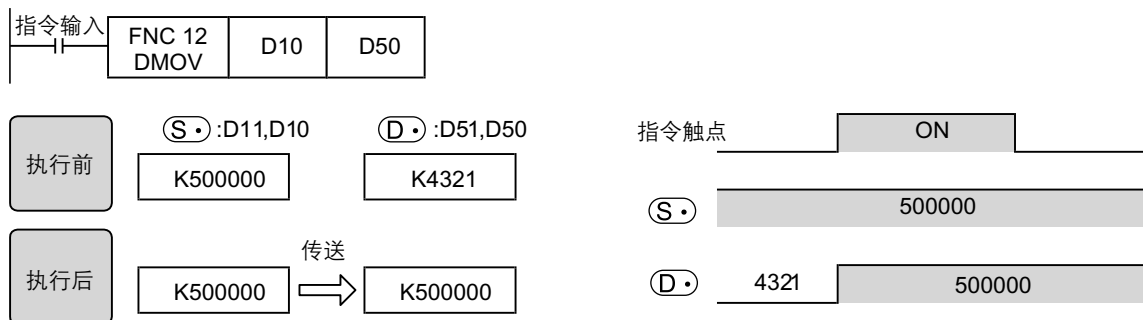 指令输入
FNC 12
DMOV
D10
D50
执行前
S· :D11,D10
D· :D51,D50
K500000
K4321
执行后
K500000
传送
K500000
指令触点
ON
S·
500000
D·
4321
500000